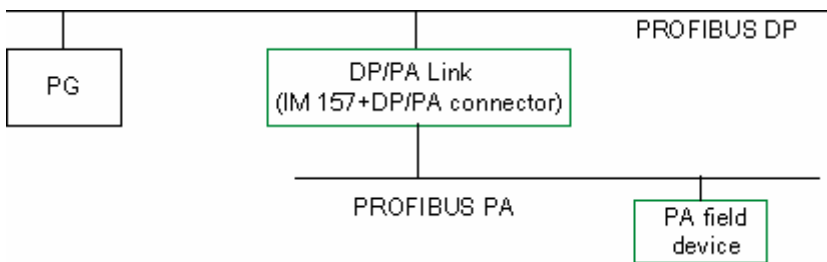 PROFIBUS DP
PG
DP/PA Link
(IM 157+DP/PA connector)
PROFIBUS PA
PA field
device